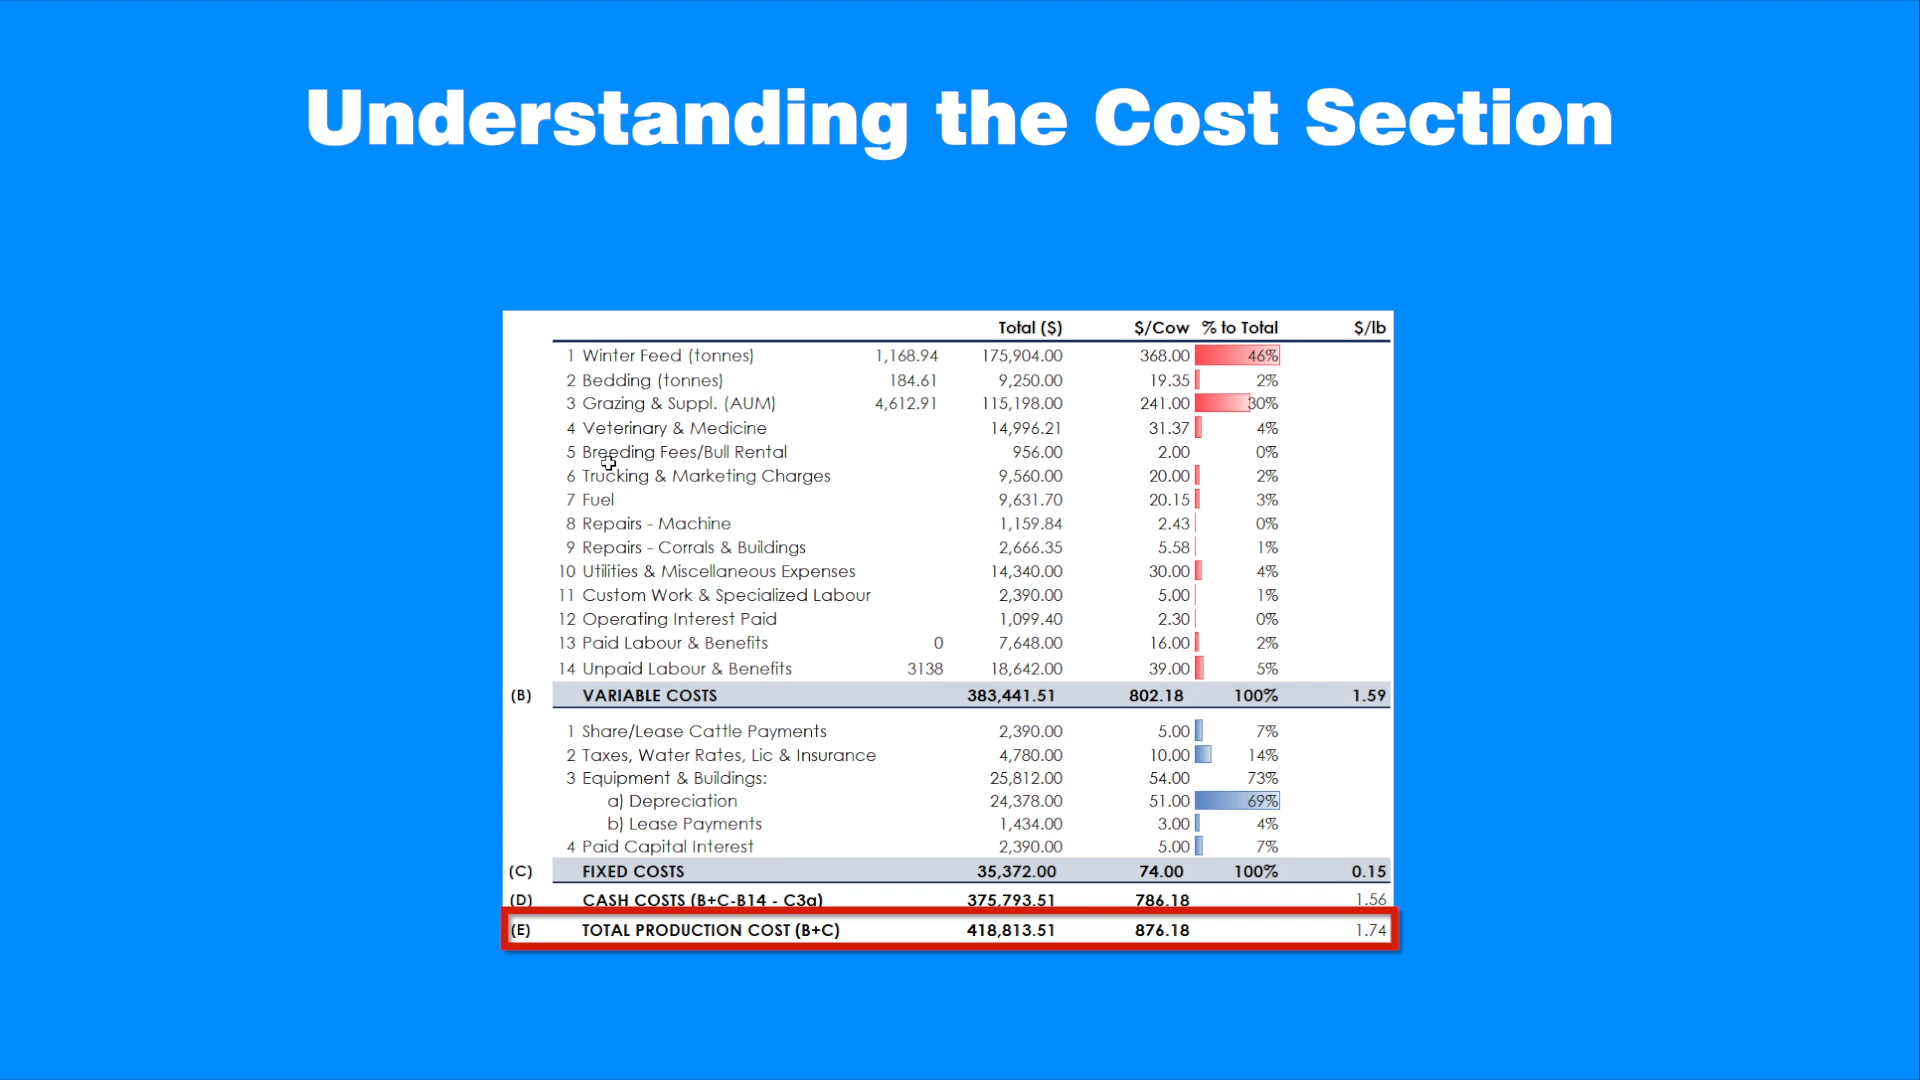 Understanding the Cost Section
Total ($) $/Cow % to Total $/lb
1 Winter Feed (tonnes) 1,168.94 175,904.00 368.00 46%
2 Bedding (tonnes) 184.61 9,250.00 19.35 2%
3 Grazing & Suppl. (AUM) 4,612.91 115,198.00 241.00 30%
4 Veterinary & Medicine 14,996.21 31.37 4%
5 Breeding Fees/Bull Rental 956.00 2.00 0%
6 Trucking & Marketing Charges 9,560.00 20.00 2%
7 Fuel 9,631.70 20.15 3%
8 Repairs - Machine 1,159.84 2.43 0%
9 Repairs - Corrals & Buildings 2,666.35 5.58 1%
10 Utilities & Miscellaneous Expenses 14,340.00 30.00 4%
11 Custom Work & Specialized Labour 2,390.00 5.00 1%
12 Operating Interest Paid 1,099.40 2.30 0%
13 Paid Labour & Benefits 0 7,648.00 16.00 2%
14 Unpaid Labour & Benefits 3138 18,642.00 39.00 5%
(B) VARIABLE COSTS 383,441.51 802.18 100% 1.59
1 Share/Lease Cattle Payments 2,390.00 5.00 7%
2 Taxes, Water Rates, Lic & Insurance 4,780.00 10.00 14%
3 Equipment & Buildings: 25,812.00 54.00 73%
a) Depreciation 24,378.00 51.00 69%
b) Lease Payments 1,434.00 3.00 4%
4 Paid Capital Interest 2,390.00 5.00 7%
(C) FIXED COSTS 35,372.00 74.00 100% 0.15
(D) CASH COSTS (B+C-B14 - C3a) 375,793.51 786.18 1.56
(E) TOTAL PRODUCTION COST (B+C) 418,813.51 876.18 1.74